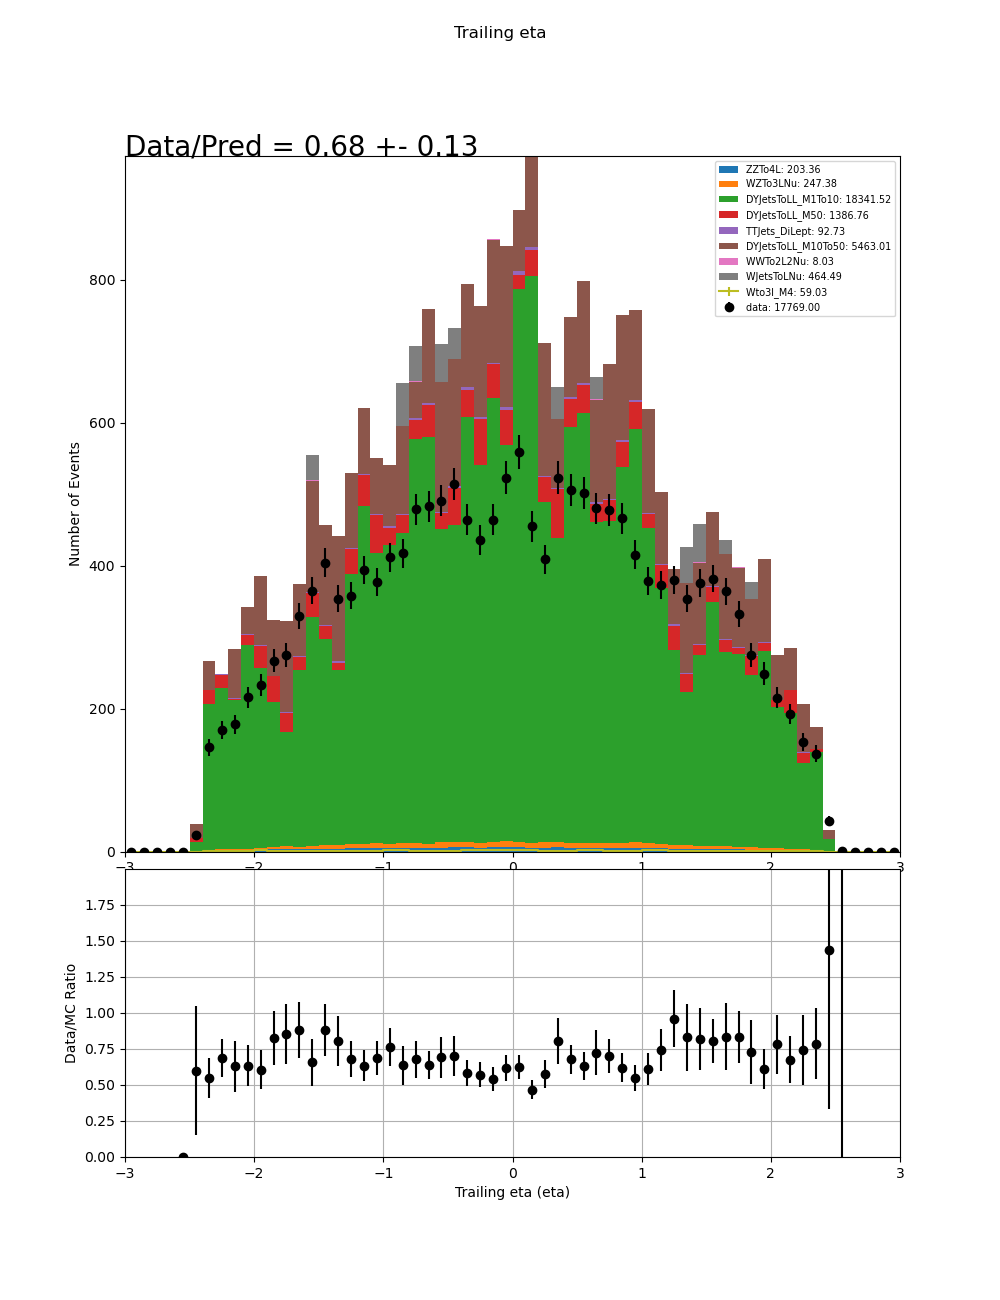 Trailing eta
Data/Pred = 0.68 +- 0.13
ZZTo4L: 203.36
WZTo3LNu: 247.38
DYJetsToLL_M1To10: 18341.52
DYJetsToLL_M50: 1386.76
TTJets_DiLept: 92.73
DYJetsToLL_M10To50: 5463.01
WWTo2L2Nu: 8.03
WJetsToLNu: 464.49
Wto3l_M4: 59.03
data: 17769.00
Number of Events
800
600
400
200
0
−3 −2 −1 0 1 2 3
Data/MC Ratio
1.75
1.50
1.25
1.00
0.75
0.50
0.25
0.00
−3 −2 −1 0 1 2 3
Trailing eta (eta)